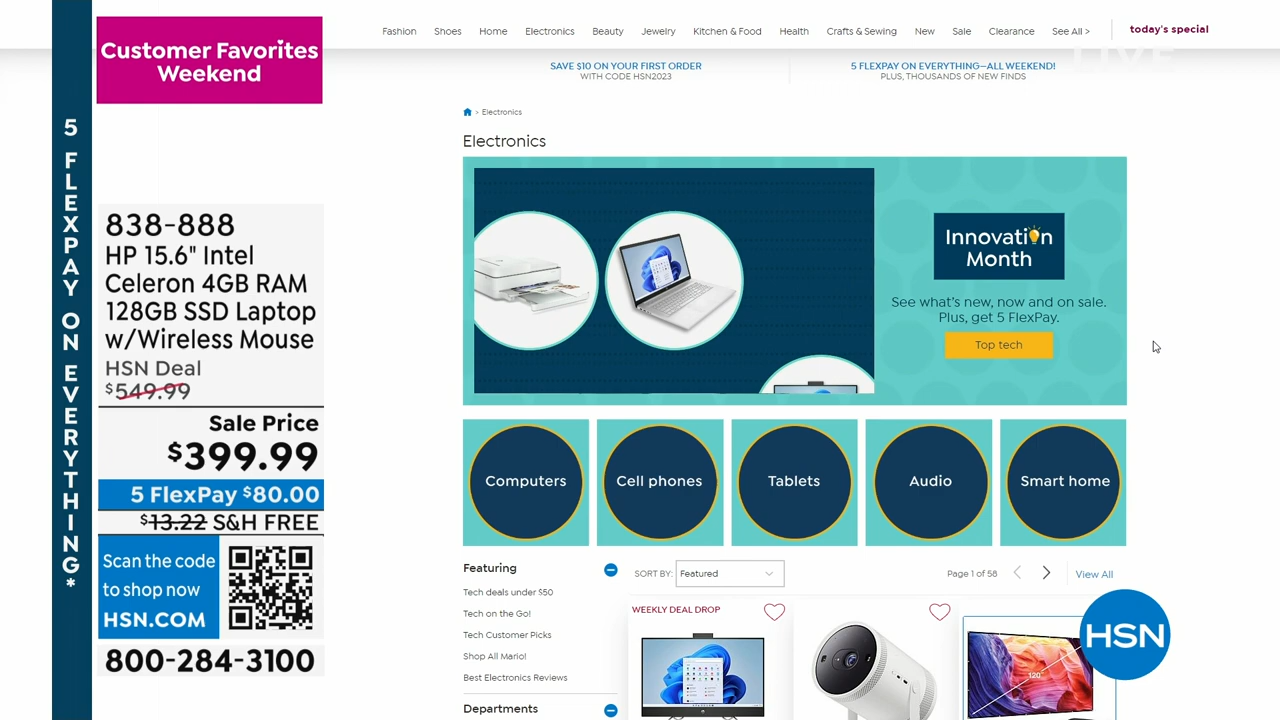 5 FLEXPAY ON EVERYTHING*
Customer Favorites
Weekend
838-888
HP 15.6" Intel
Celeron 4GB RAM
128GB SSD Laptop
w/Wireless Mouse
HSN Deal
$549.99
Sale Price
$399.99
5 FlexPay $80.00
$13.22 S&H FREE
Scan the code
to shop now
HSN.COM
800-284-3100
Fashion Shoes Home Electronics Beauty Jewelry Kitchen & Food Health Crafts & Sewing New Sale Clearance See All > today's special
LIVE
SAVE $10 ON YOUR FIRST ORDER
WITH CODE HSN2023
5 FLEXPAY ON EVERYTHING—ALL WEEKEND!
PLUS, THOUSANDS OF NEW FINDS
> Electronics
Electronics
Innovation
Month
See what's new, now and on sale.
Plus, get 5 FlexPay.
Top tech
Computers Cell phones Tablets Audio Smart home
Featuring
Tech deals under $50
Tech on the Go!
Tech Customer Picks
Shop All Mario!
Best Electronics Reviews
Departments
SORT BY: Featured
Page 1 of 58
View All
WEEKLY DEAL DROP
120"
HSN